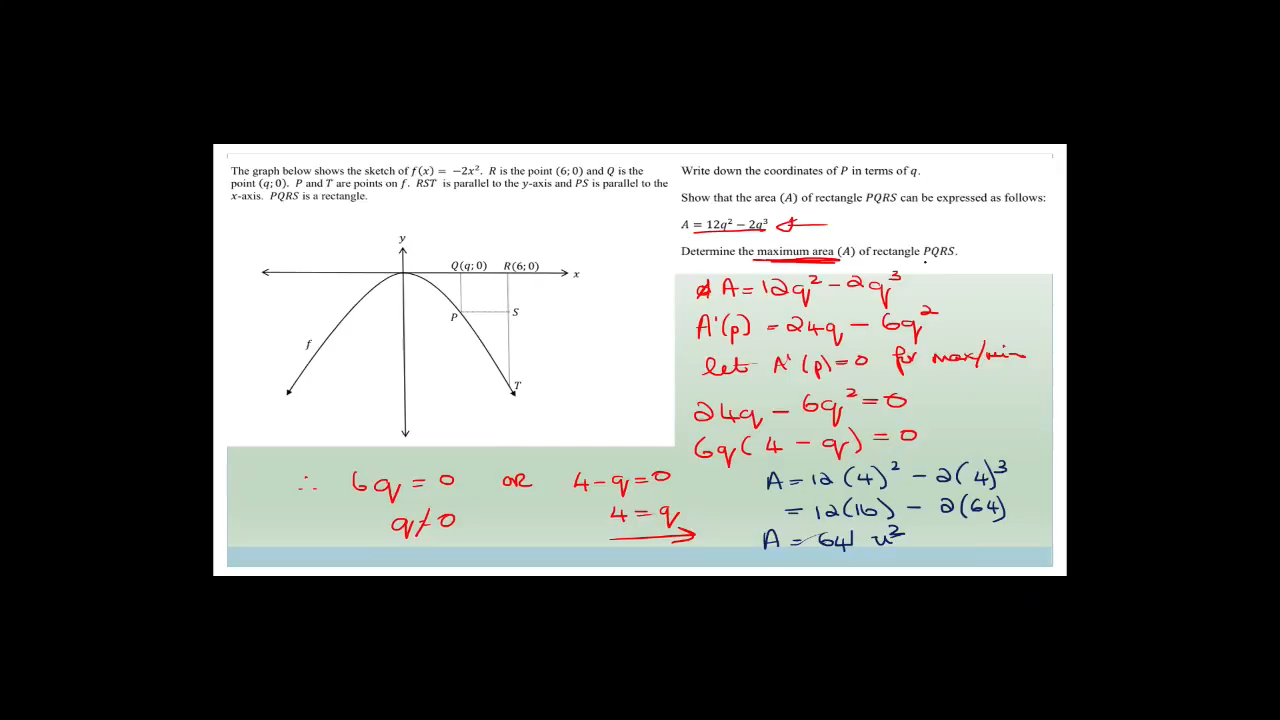 The graph below shows the sketch of f(x) = −2x². R is the point (6; 0) and Q is the
point (q; 0). P and T are points on f. RST is parallel to the y-axis and PS is parallel to the
x-axis. PQRS is a rectangle.
y
Q(q; 0) R(6; 0)
x
P S
f
T
Write down the coordinates of P in terms of q.
Show that the area (A) of rectangle PQRS can be expressed as follows:
A = 12q² − 2q³
Determine the maximum area (A) of rectangle PQRS.
A = 12q² − 2q³
A'(p) = 24q − 6q²
let A'(p) = 0 for max/min
24q − 6q² = 0
6q(4 − q) = 0
∴ 6q = 0 or 4 − q = 0
q ≠ 0 4 = q
A = 12(4)² − 2(4)³
= 12(16) − 2(64)
A = 64 u²